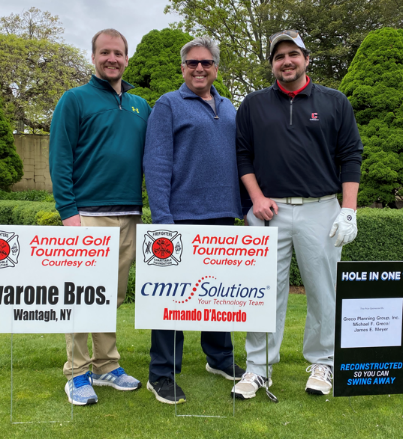 Annual Golf
Tournament
Courtesy of:
varone Bros.
Wantagh, NY
Annual Golf
Tournament
Courtesy of:
CMIT Solutions
Your Technology Team
Armando D'Accordo
HOLE IN ONE
Greco Planning Group, Inc.
Michael F. Greco
James K. Meyer
RECONSTRUCTED
SO YOU CAN
SWING AWAY